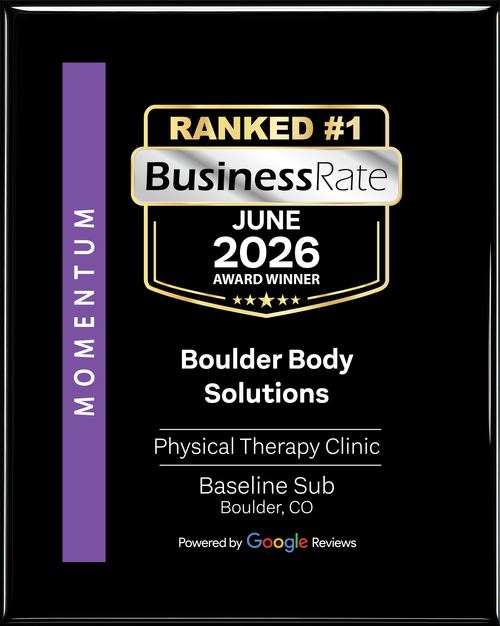 MOMENTUM
RANKED #1
BusinessRate
JUNE
2026
AWARD WINNER
Boulder Body
Solutions
Physical Therapy Clinic
Baseline Sub
Boulder, CO
Powered by Google Reviews